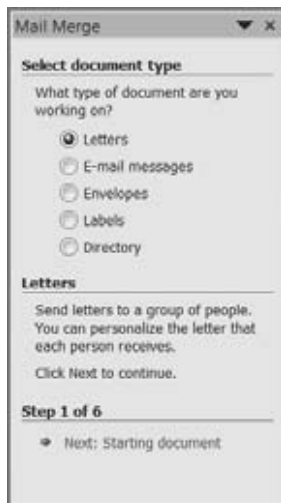 Mail Merge
Select document type
What type of document are you
working on?
Letters
E-mail messages
Envelopes
Labels
Directory
Letters
Send letters to a group of people.
You can personalize the letter that
each person receives.
Click Next to continue.
Step 1 of 6
Next: Starting document